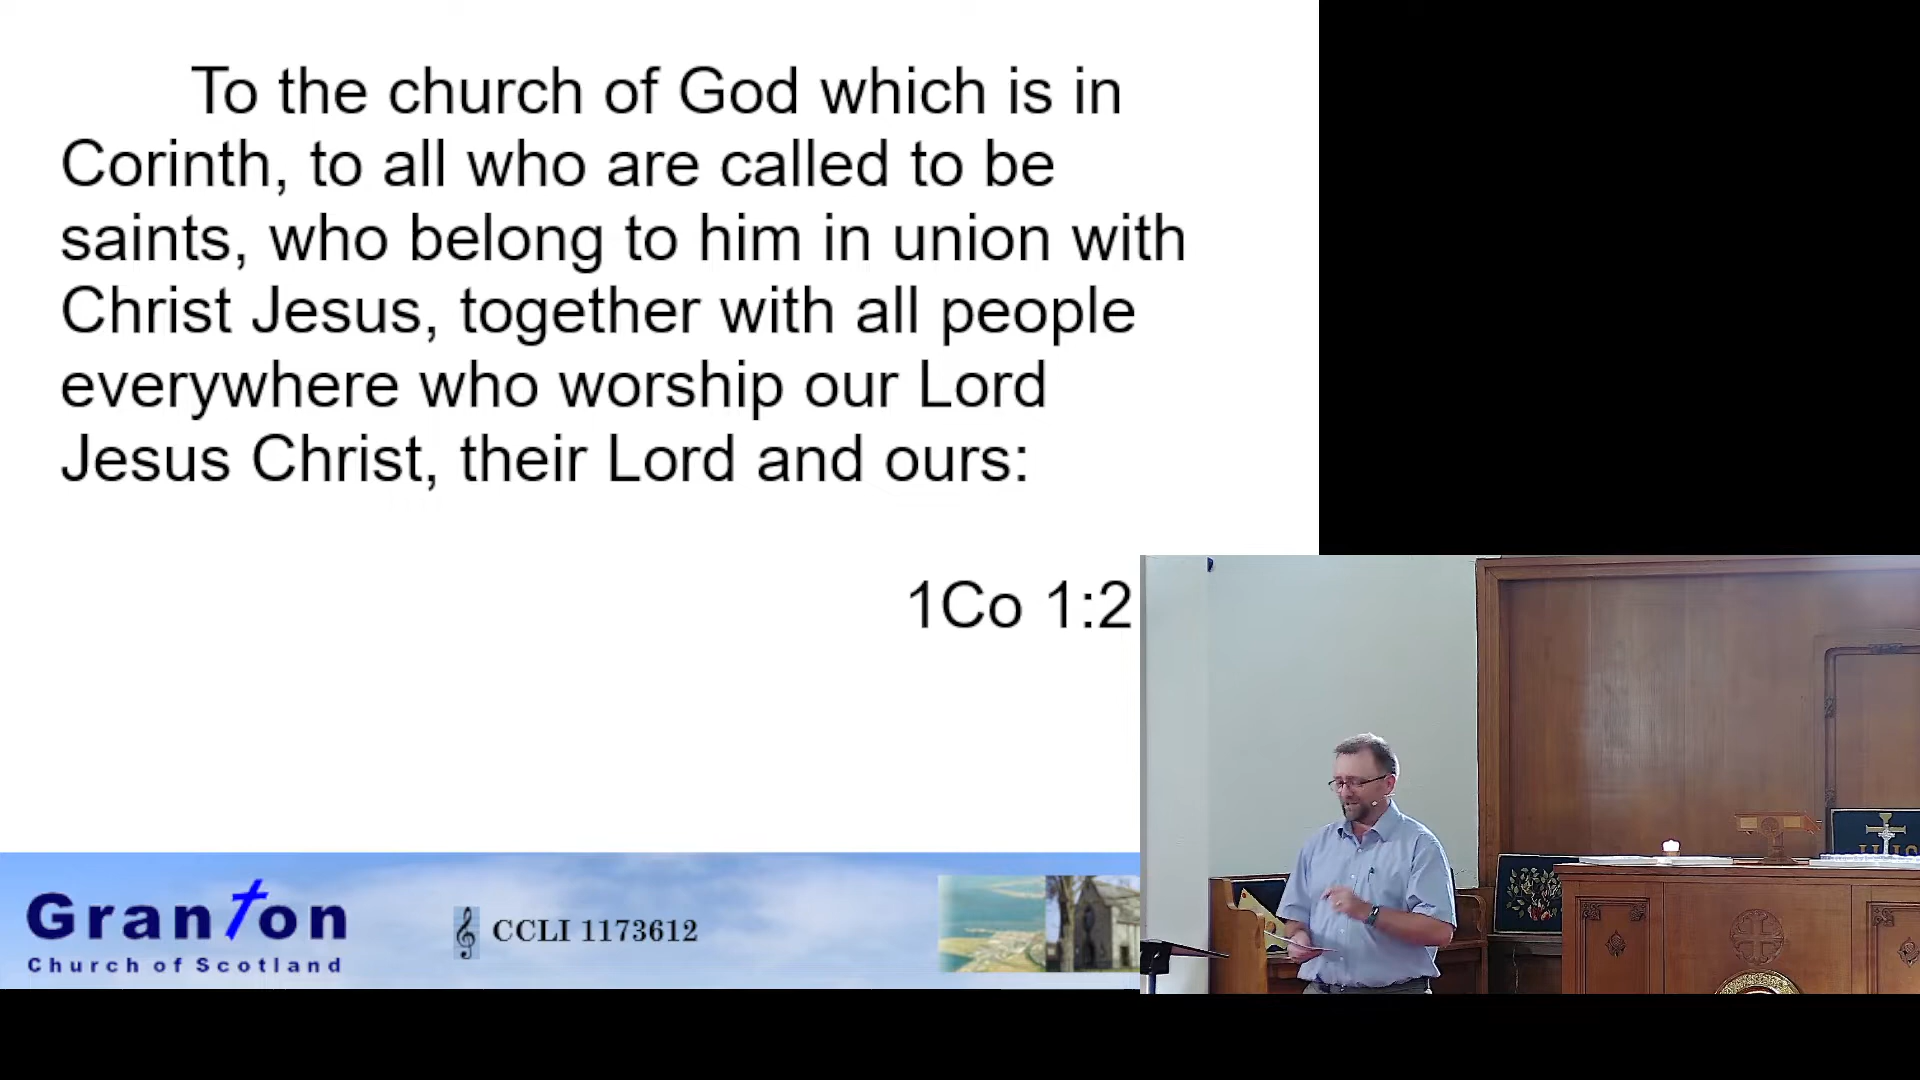 To the church of God which is in
Corinth, to all who are called to be
saints, who belong to him in union with
Christ Jesus, together with all people
everywhere who worship our Lord
Jesus Christ, their Lord and ours:
1Co 1:2
Granton
Church of Scotland
CCLI 1173612